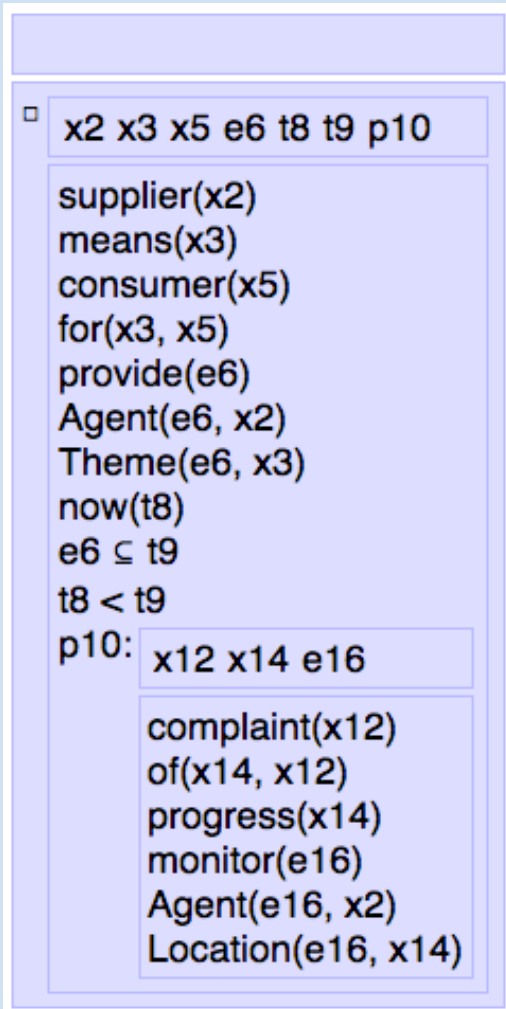 □ x2 x3 x5 e6 t8 t9 p10
supplier(x2)
means(x3)
consumer(x5)
for(x3, x5)
provide(e6)
Agent(e6, x2)
Theme(e6, x3)
now(t8)
e6 ⊆ t9
t8 < t9
p10: x12 x14 e16
complaint(x12)
of(x14, x12)
progress(x14)
monitor(e16)
Agent(e16, x2)
Location(e16, x14)